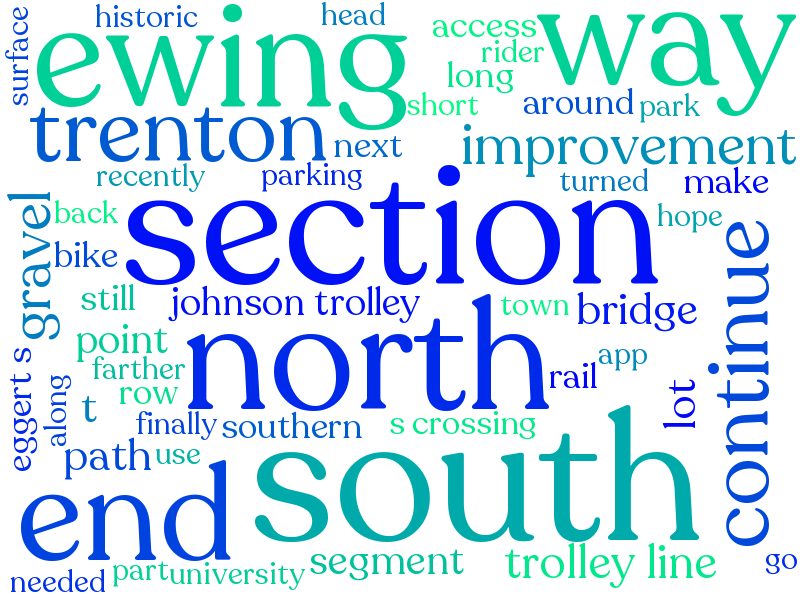 surface
historic
head
access
rider
long
way
ewing
short
around
park
trenton
next
improvement
recently
parking
turned
make
gravel
back
section
hope
bike
continue
still
johnson trolley
town
bridge
point
north
app
farther
rail
eggert s
along
row
lot
t
finally
southern
s crossing
path
use
south
end
segment
trolley line
go
needed
part
university